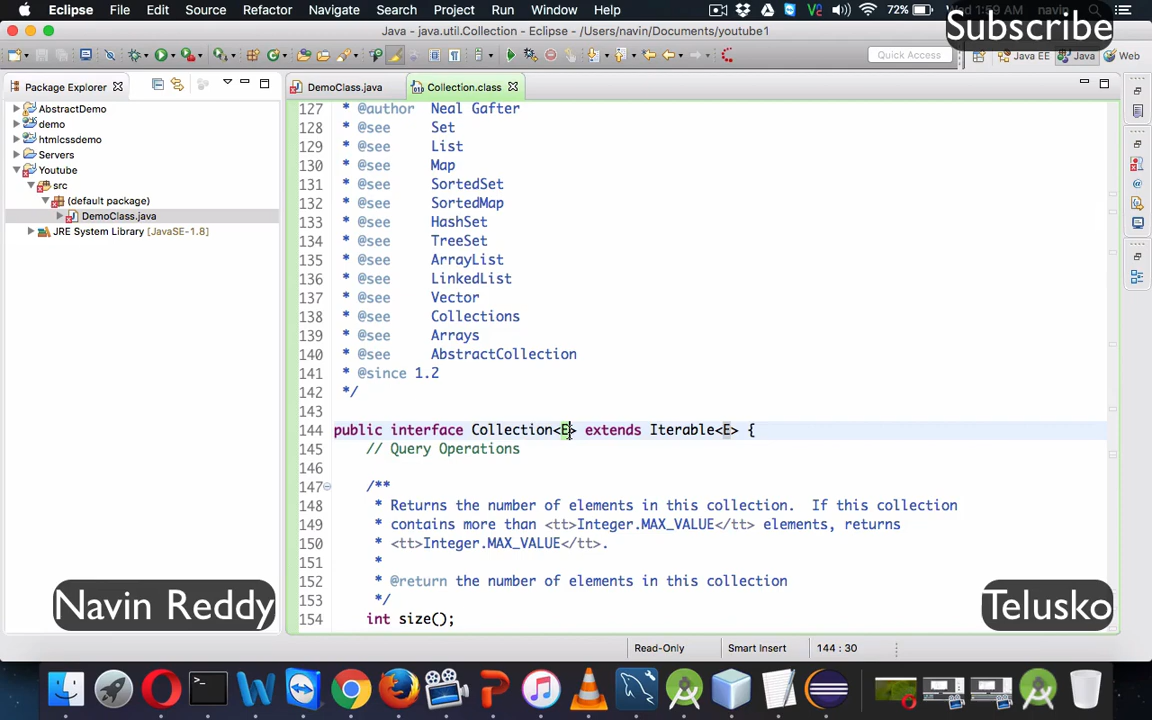 Eclipse File Edit Source Refactor Navigate Search Project Run Window Help 72% 1:59 AM navin
Subscribe
Java - java.util.Collection - Eclipse - /Users/navin/Documents/youtube1
Quick Access Java EE Java Web
Package Explorer
DemoClass.java Collection.class
AbstractDemo
demo
htmlcssdemo
Servers
Youtube
src
(default package)
DemoClass.java
JRE System Library [JavaSE-1.8]
127 * @author Neal Gafter
128 * @see Set
129 * @see List
130 * @see Map
131 * @see SortedSet
132 * @see SortedMap
133 * @see HashSet
134 * @see TreeSet
135 * @see ArrayList
136 * @see LinkedList
137 * @see Vector
138 * @see Collections
139 * @see Arrays
140 * @see AbstractCollection
141 * @since 1.2
142 */
143
144 public interface Collection<E> extends Iterable<E> {
145 // Query Operations
146
147 /**
148 * Returns the number of elements in this collection. If this collection
149 * contains more than <tt>Integer.MAX_VALUE</tt> elements, returns
150 * <tt>Integer.MAX_VALUE</tt>.
151 *
152 * @return the number of elements in this collection
153 */
154 int size();
Navin Reddy
Telusko
Read-Only Smart Insert 144 : 30